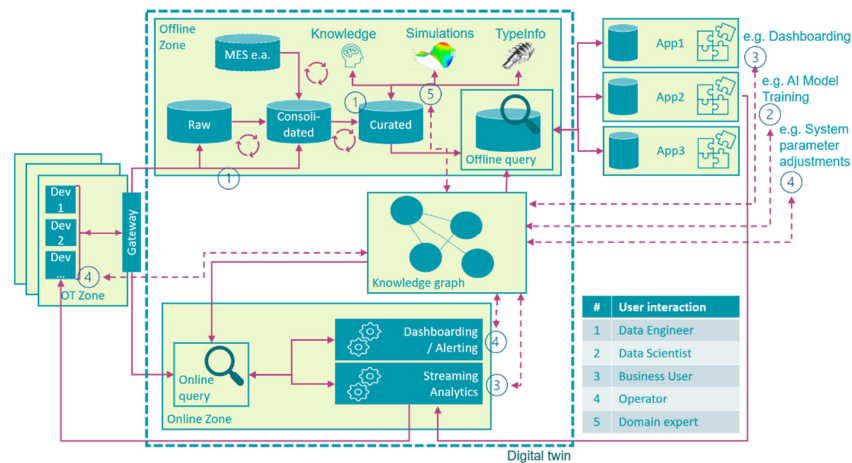 Offline
Zone
MES e.a.
Knowledge
Simulations
TypeInfo
Raw
Consoli-
dated
Curated
1
5
1
Offline query
App1
App2
App3
e.g. Dashboarding
3
e.g. AI Model
Training
2
e.g. System
parameter
adjustments
4
Dev
1
Dev
2
Dev
...
4
OT Zone
Gateway
Knowledge graph
Dashboarding
/ Alerting
4
Streaming
Analytics
3
Online
query
Online Zone
Digital twin
# User interaction
1 Data Engineer
2 Data Scientist
3 Business User
4 Operator
5 Domain expert